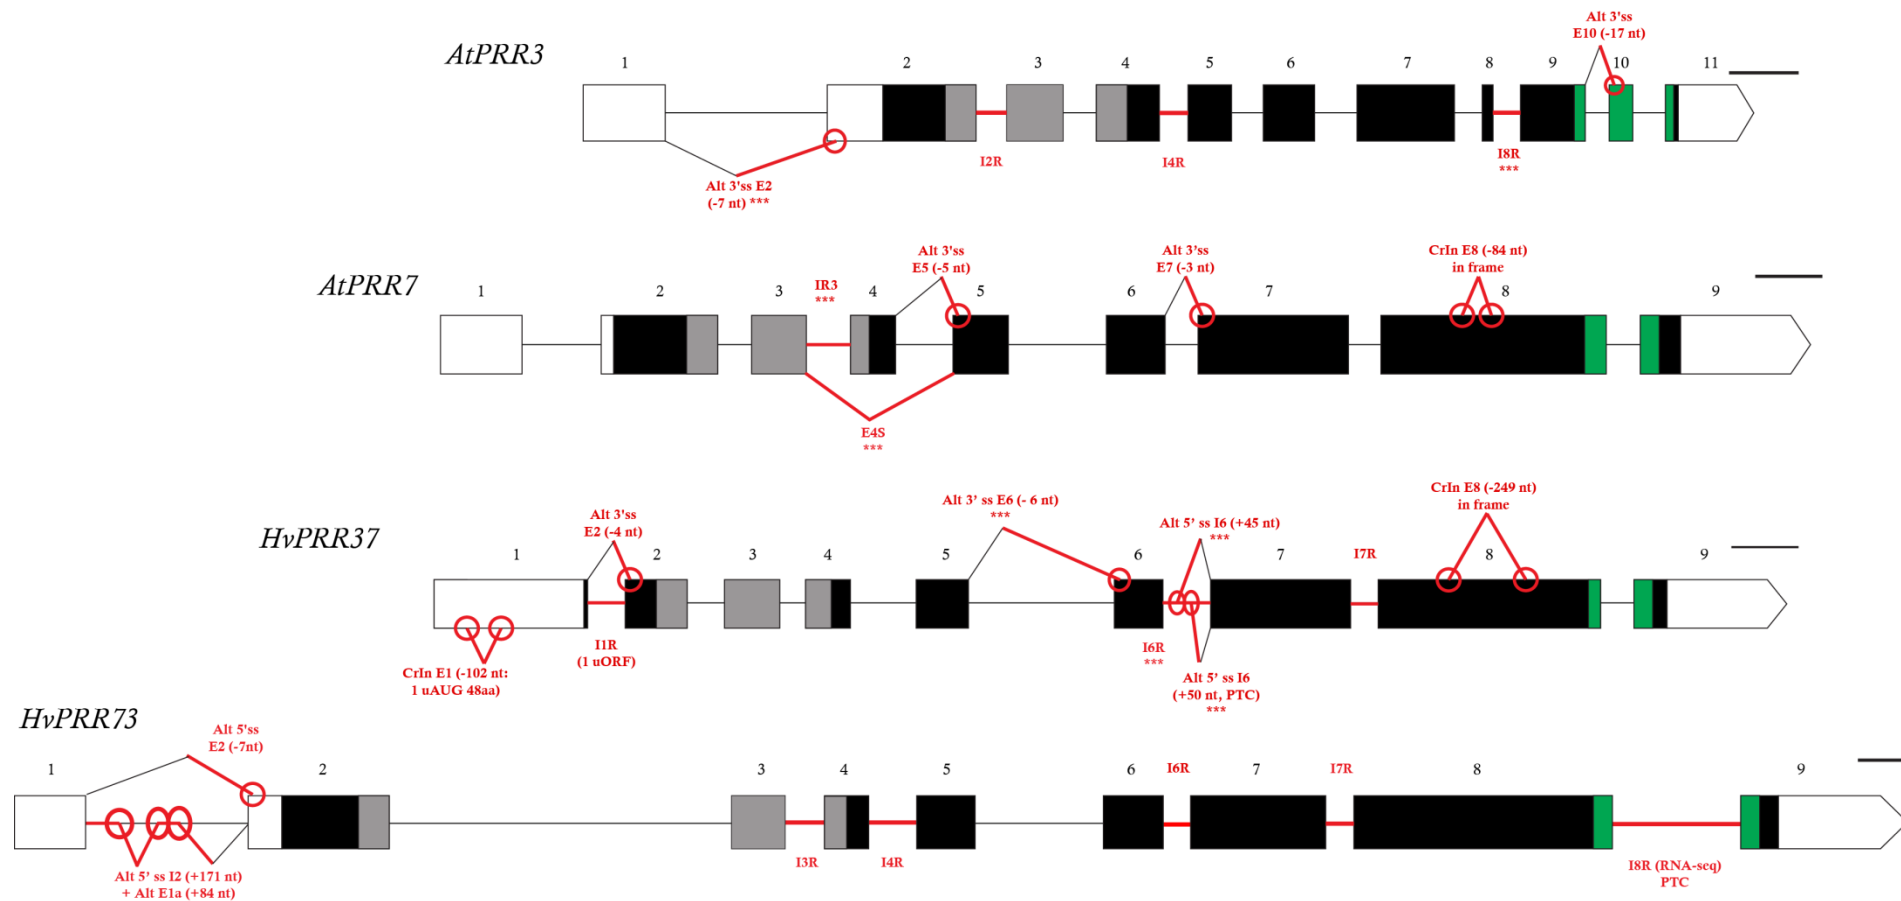 AtPRR3
Alt 3'ss
E10 (-17 nt)
1 2 3 4 5 6 7 8 9 10 11
I2R
I4R
I8R
***
Alt 3'ss E2
(-7 nt) ***
AtPRR7
Alt 3'ss
E5 (-5 nt)
Alt 3'ss
E7 (-3 nt)
CrIn E8 (-84 nt)
in frame
IR3
***
1 2 3 4 5 6 7 8 9
E4S
***
HvPRR37
Alt 3'ss
E2 (-4 nt)
Alt 3' ss E6 (- 6 nt)
***
Alt 5' ss I6 (+45 nt)
***
CrIn E8 (-249 nt)
in frame
1 2 3 4 5 6 7 I7R 8 9
I1R
(1 uORF)
I6R
***
CrIn E1 (-102 nt:
1 uAUG 48aa)
Alt 5' ss I6
(+50 nt, PTC)
***
HvPRR73
Alt 5'ss
E2 (-7nt)
1 2 3 4 5 6 I6R 7 I7R 8 9
I3R
I4R
I8R (RNA-seq)
PTC
Alt 5' ss I2 (+171 nt)
+ Alt E1a (+84 nt)